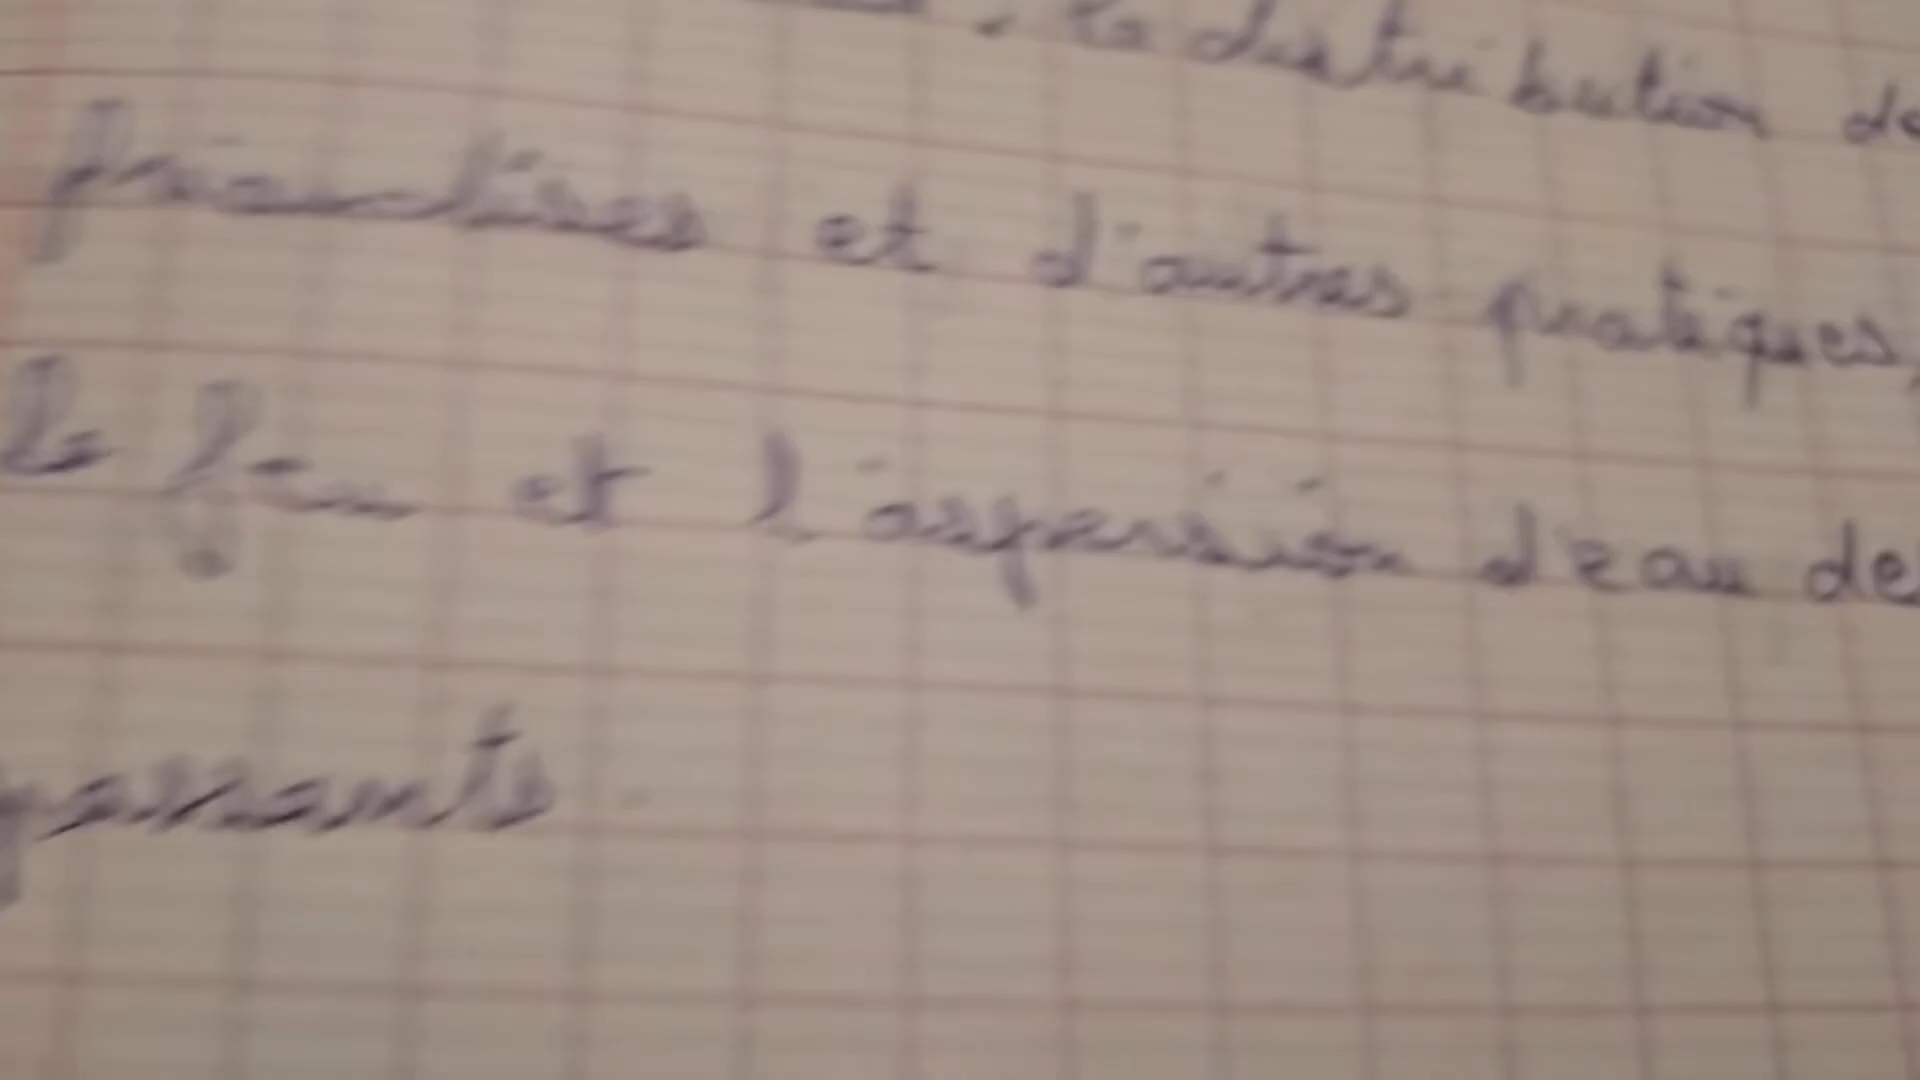 la distribution de
friandises et d'autres pratiques,
le feu et l'aspersion d'eau de
passants.